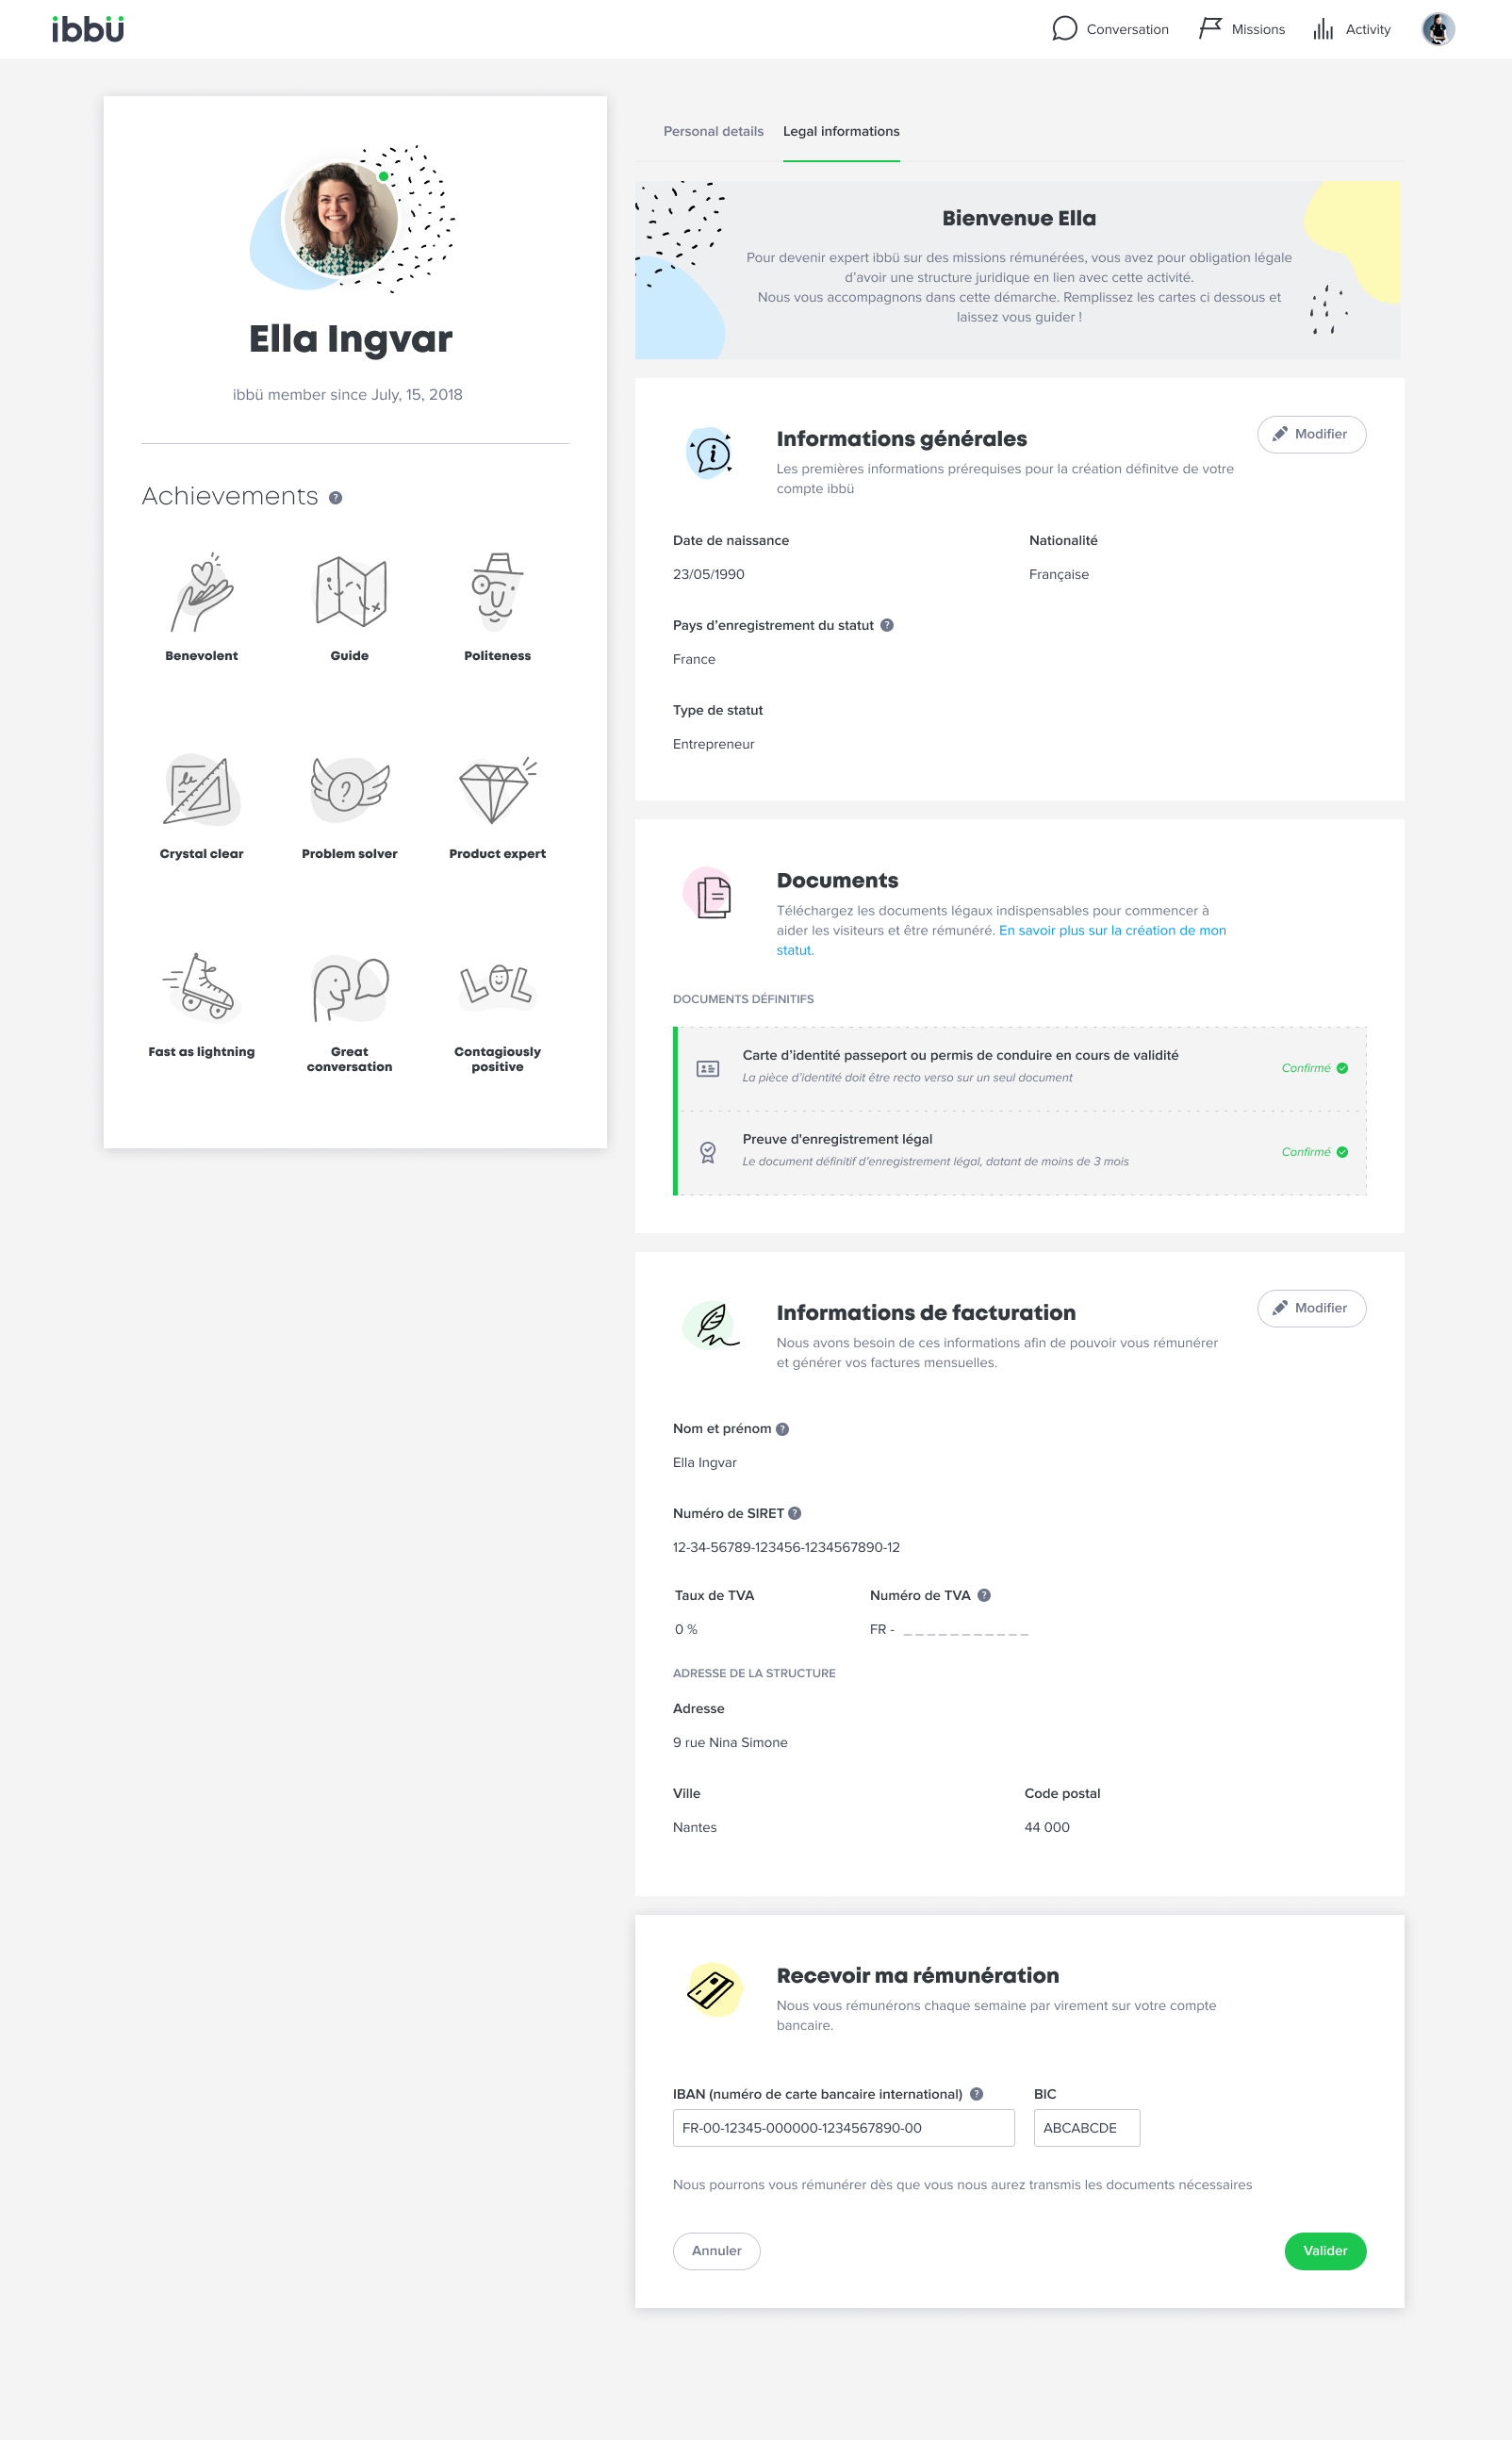 ibbü
Conversation
Missions
Activity
Ella Ingvar
ibbü member since July, 15, 2018
Achievements ?
Benevolent
Guide
Politeness
le
Crystal clear
?
Problem solver
Product expert
Fast as lightning
Great
conversation
LOL
Contagiously
positive
Personal details
Legal informations
Bienvenue Ella
Pour devenir expert ibbü sur des missions rémunérées, vous avez pour obligation légale
d’avoir une structure juridique en lien avec cette activité.
Nous vous accompagnons dans cette démarche. Remplissez les cartes ci dessous et
laissez vous guider !
i
Informations générales
Modifier
Les premières informations prérequises pour la création définitve de votre
compte ibbü
Date de naissance
Nationalité
23/05/1990
Française
Pays d’enregistrement du statut ?
France
Type de statut
Entrepreneur
Documents
Téléchargez les documents légaux indispensables pour commencer à
aider les visiteurs et être rémunéré. En savoir plus sur la création de mon
statut.
DOCUMENTS DÉFINITIFS
Carte d’identité passeport ou permis de conduire en cours de validité
La pièce d’identité doit être recto verso sur un seul document
Confirmé
Preuve d'enregistrement légal
Le document définitif d’enregistrement légal, datant de moins de 3 mois
Confirmé
Informations de facturation
Modifier
Nous avons besoin de ces informations afin de pouvoir vous rémunérer
et générer vos factures mensuelles.
Nom et prénom ?
Ella Ingvar
Numéro de SIRET ?
12-34-56789-123456-1234567890-12
Taux de TVA
Numéro de TVA ?
0 %
FR - _ _ _ _ _ _ _ _ _ _ _
ADRESSE DE LA STRUCTURE
Adresse
9 rue Nina Simone
Ville
Code postal
Nantes
44 000
Recevoir ma rémunération
Nous vous rémunérons chaque semaine par virement sur votre compte
bancaire.
IBAN (numéro de carte bancaire international) ?
BIC
FR-00-12345-000000-1234567890-00
ABCABCDE
Nous pourrons vous rémunérer dès que vous nous aurez transmis les documents nécessaires
Annuler
Valider